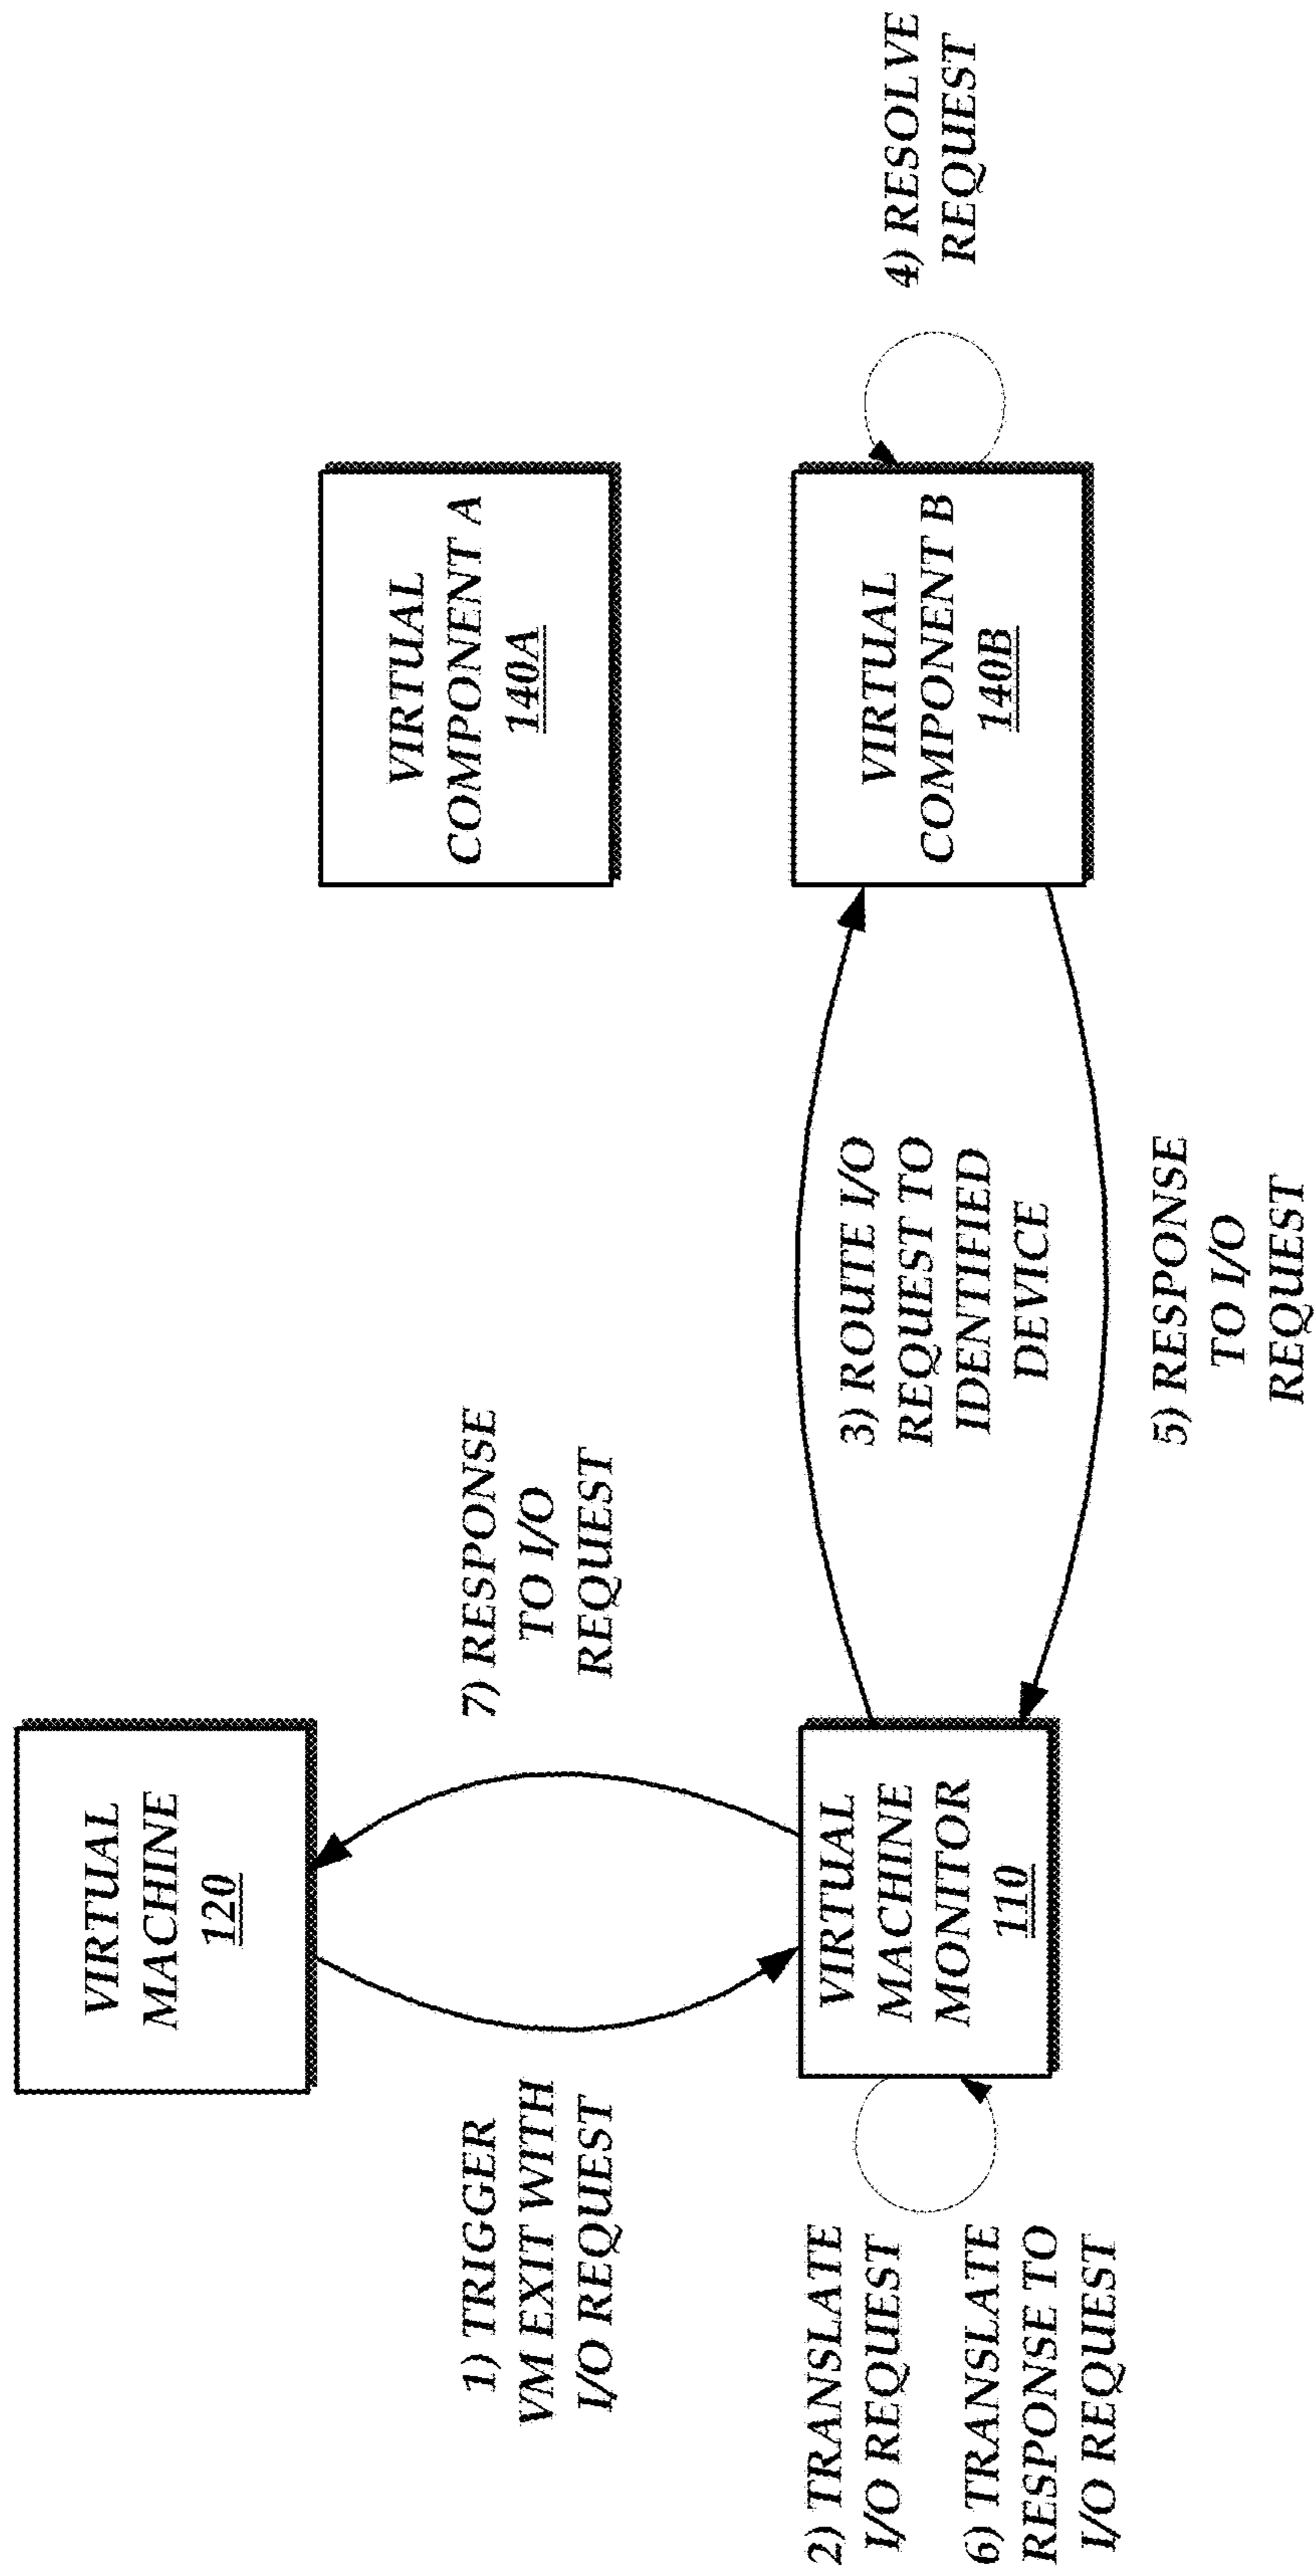 VIRTUAL
MACHINE
120
1) TRIGGER
VM EXIT WITH
I/O REQUEST
7) RESPONSE
TO I/O
REQUEST
VIRTUAL
COMPONENT A
140A
2) TRANSLATE
I/O REQUEST
6) TRANSLATE
RESPONSE TO
I/O REQUEST
VIRTUAL
MACHINE
MONITOR
110
3) ROUTE I/O
REQUEST TO
IDENTIFIED
DEVICE
5) RESPONSE
TO I/O
REQUEST
VIRTUAL
COMPONENT B
140B
4) RESOLVE
REQUEST